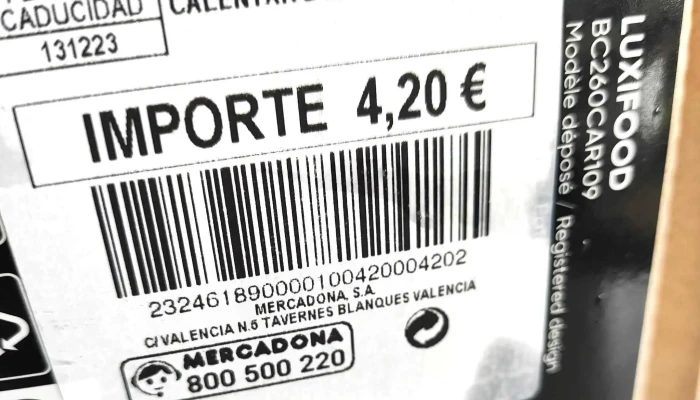 CADUCIDAD
131223
IMPORTE 4,20 €
2324618900000100420004202
MERCADONA, S.A.
C/VALENCIA N.5 TAVERNES BLANQUES VALENCIA
MERCADONA
800 500 220
LUXIFOOD
BC260CAR109
Modèle déposé / Registered design